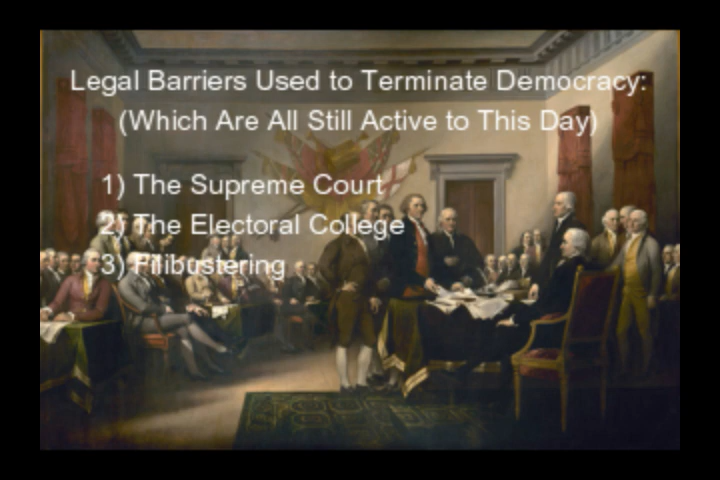 Legal Barriers Used to Terminate Democracy:
(Which Are All Still Active to This Day)
1) The Supreme Court
2) The Electoral College
3) Filibustering